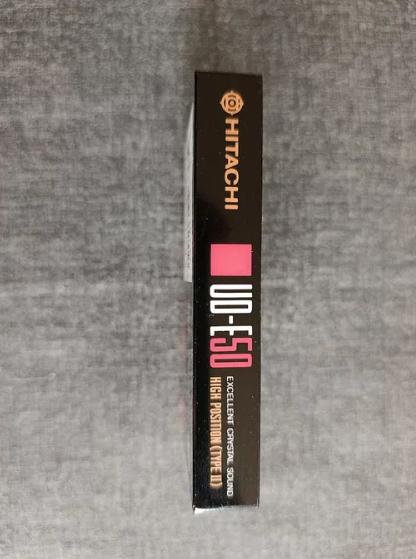 HITACHI
UD-E50
EXCELLENT CRYSTAL SOUND
HIGH POSITION (TYPE II)